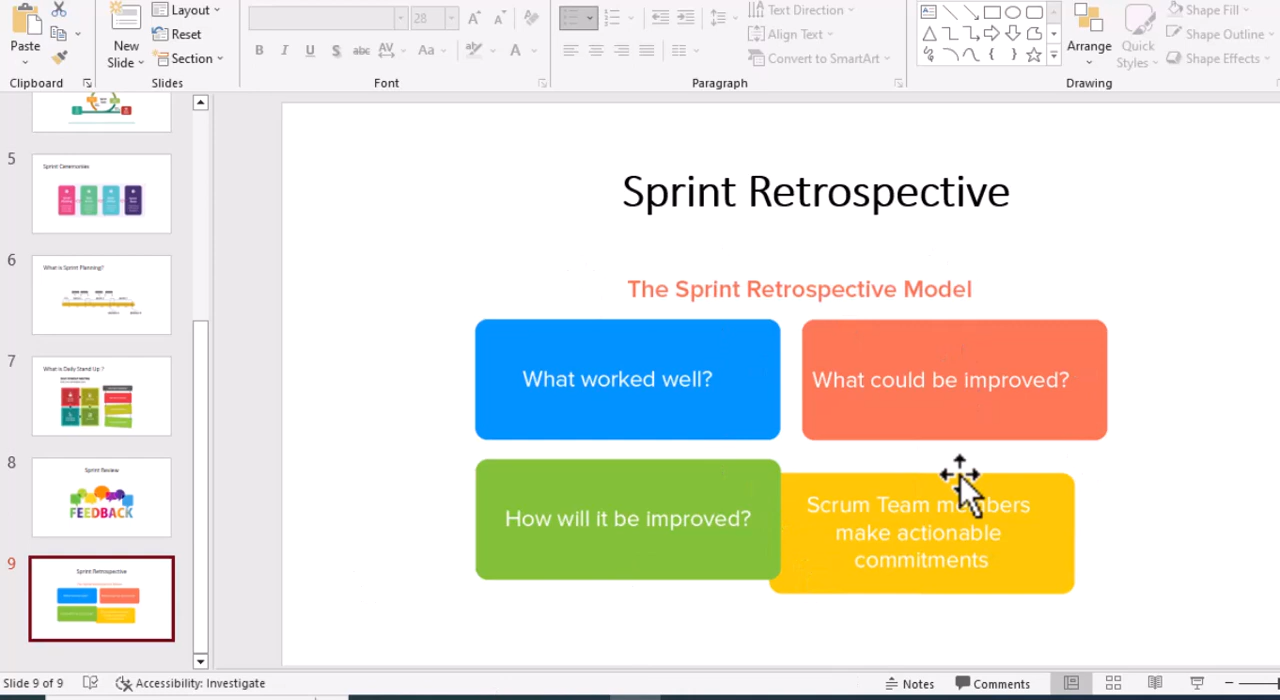 Layout
Reset
Section
Paste
New
Slide
Clipboard
Slides
28
B I U S abc AV Aa A
Font
Text Direction
Align Text
Convert to SmartArt
Paragraph
Arrange
Quick
Styles
Shape Fill
Shape Outline
Shape Effects
Drawing
5
Sprint Ceremonies
6
What is Sprint Planning?
7
What is Daily Stand Up ?
8
Sprint Review
FEEDBACK
9
Sprint Retrospective
Sprint Retrospective
The Sprint Retrospective Model
What worked well?
What could be improved?
How will it be improved?
Scrum Team members
make actionable
commitments
Slide 9 of 9
Accessibility: Investigate
Notes
Comments